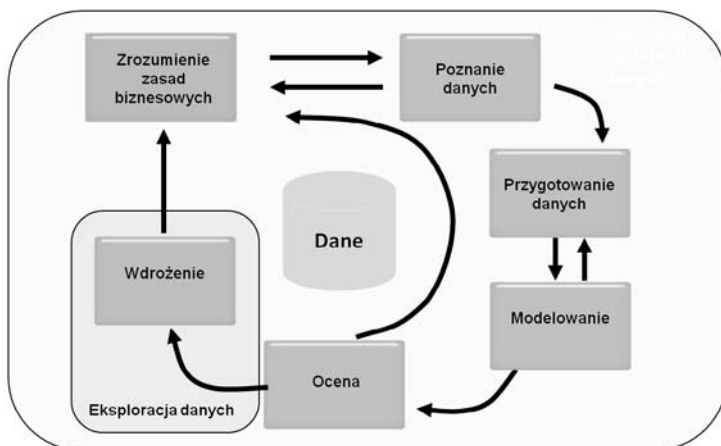 Zrozumienie
zasad
biznesowych
Poznanie
danych
Przygotowanie
danych
Dane
Wdrożenie
Modelowanie
Ocena
Eksploracja danych